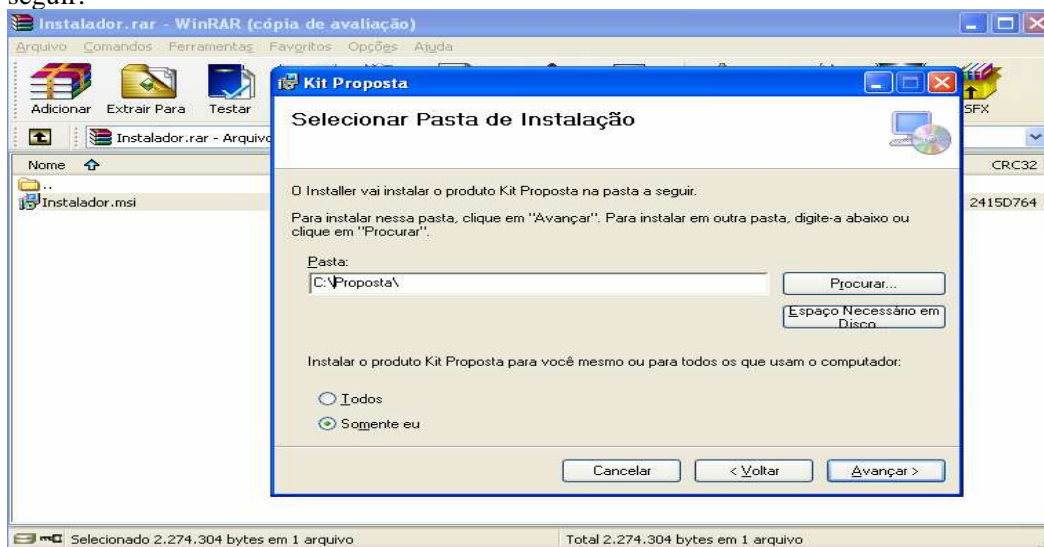 seguir:
Instalador.rar - WinRAR (cópia de avaliação)
Arquivo Comandos Ferramentas Favoritos Opções Ajuda
Adicionar Extrair Para Testar SFX
Instalador.rar - Arquivo
Nome CRC32
..
Instalador.msi 2415D764
Kit Proposta
Selecionar Pasta de Instalação
O Installer vai instalar o produto Kit Proposta na pasta a seguir.
Para instalar nessa pasta, clique em "Avançar". Para instalar em outra pasta, digite-a abaixo ou
clique em "Procurar".
Pasta:
C:\Proposta\
Procurar...
Espaço Necessário em
Disco
Instalar o produto Kit Proposta para você mesmo ou para todos os que usam o computador:
Todos
Somente eu
Cancelar < Voltar Avançar >
Selecionado 2.274.304 bytes em 1 arquivo Total 2.274.304 bytes em 1 arquivo